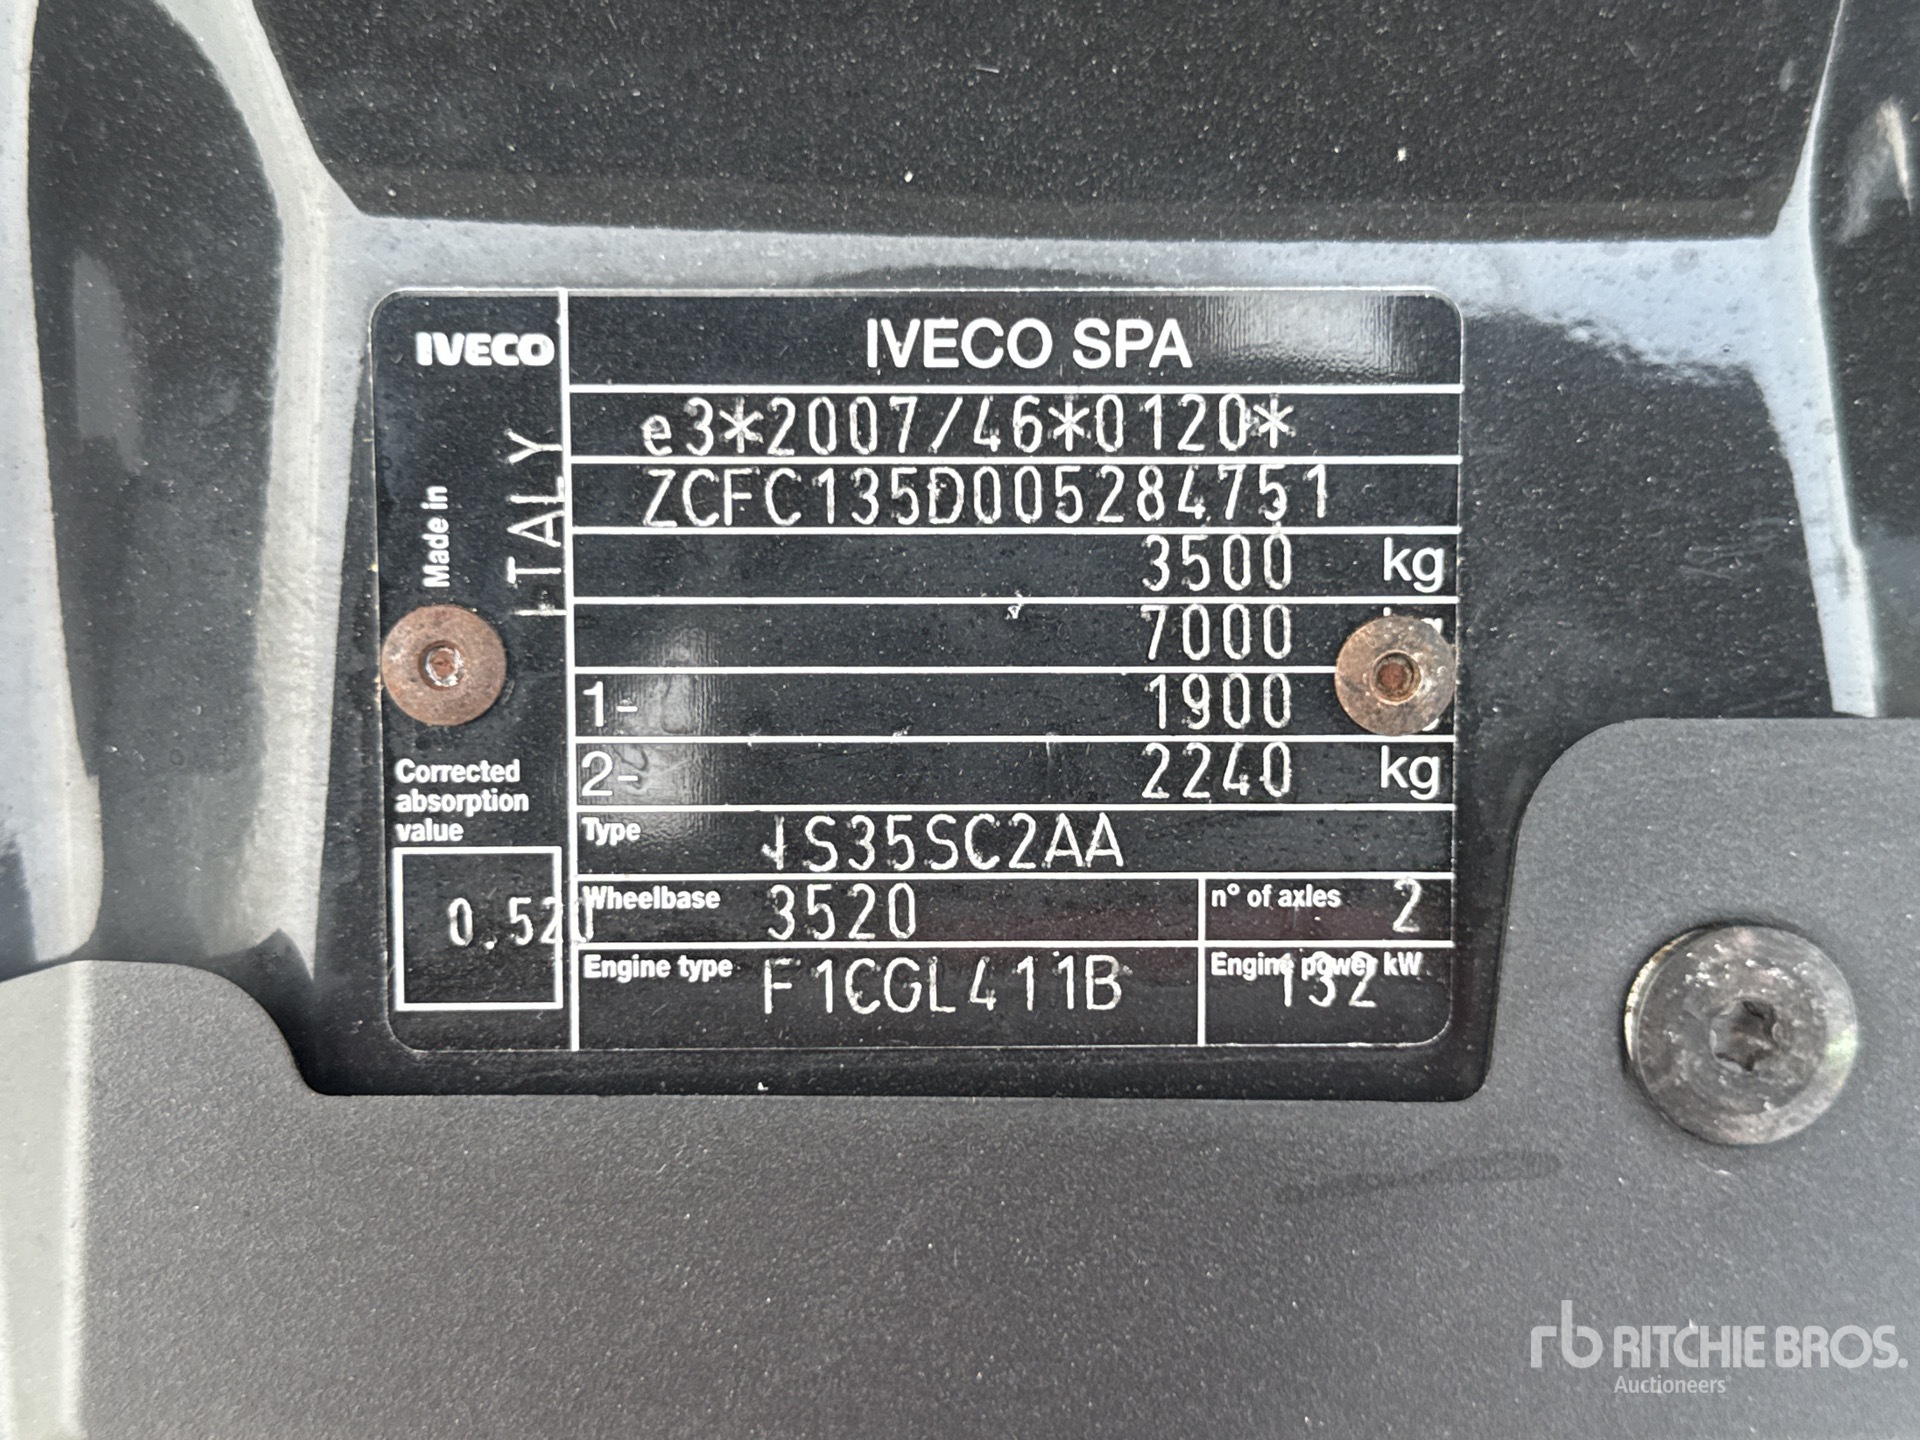 IVECO
IVECO SPA
Made in
ITALY
e3*2007/46*0120*
ZCFC135D005284751
3500 kg
7000
1- 1900
2- 2240 kg
Corrected
absorption
value
0.520
Type IS35SC2AA
Wheelbase 3520
n° of axles 2
Engine type F1CGL411B
Engine power kW 132
rb RITCHIE BROS.
Auctioneers